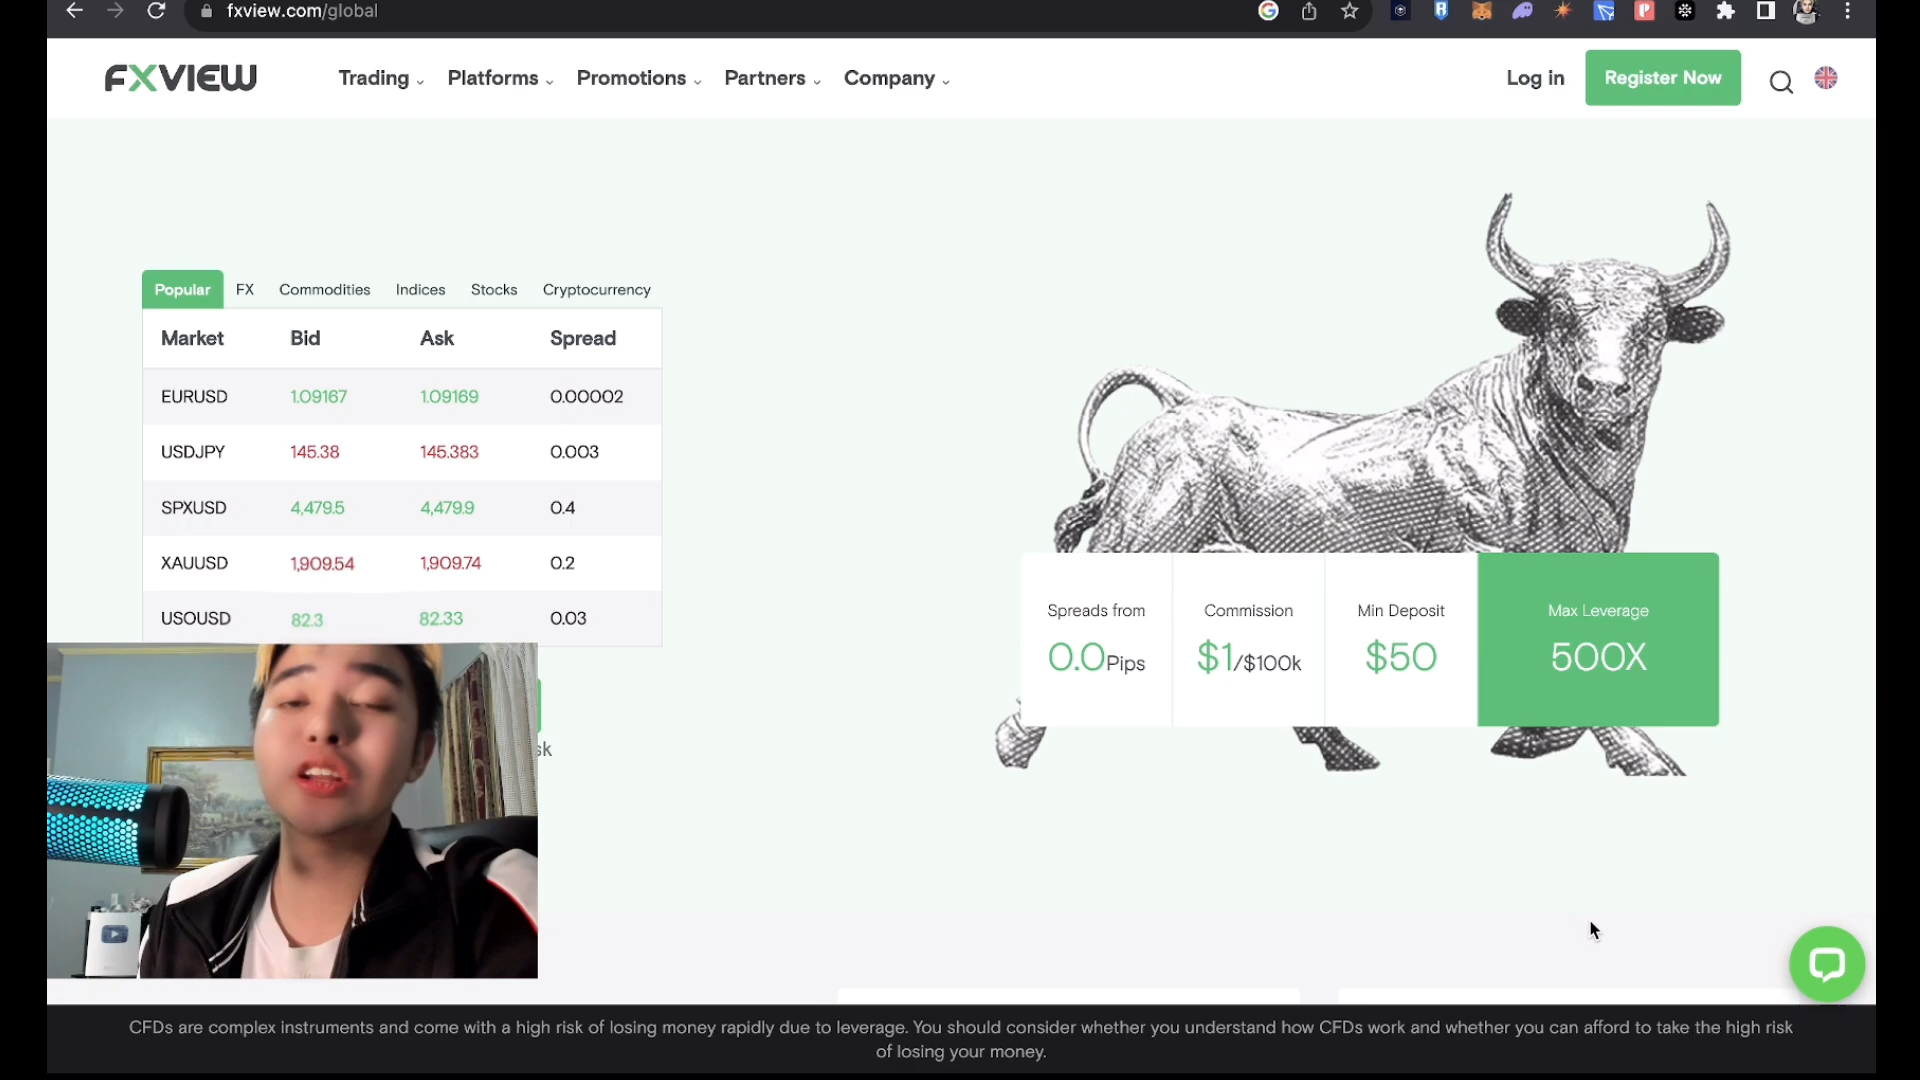 fxview.com/global
FXVIEW
Trading
Platforms
Promotions
Partners
Company
Log in
Register Now
Popular
FX
Commodities
Indices
Stocks
Cryptocurrency
Market Bid Ask Spread
EURUSD 1.09167 1.09169 0.00002
USDJPY 145.38 145.383 0.003
SPXUSD 4,479.5 4,479.9 0.4
XAUUSD 1,909.54 1,909.74 0.2
USOUSD 82.3 82.33 0.03
sk
Spreads from
0.0Pips
Commission
$1/$100k
Min Deposit
$50
Max Leverage
500X
CFDs are complex instruments and come with a high risk of losing money rapidly due to leverage. You should consider whether you understand how CFDs work and whether you can afford to take the high risk
of losing your money.